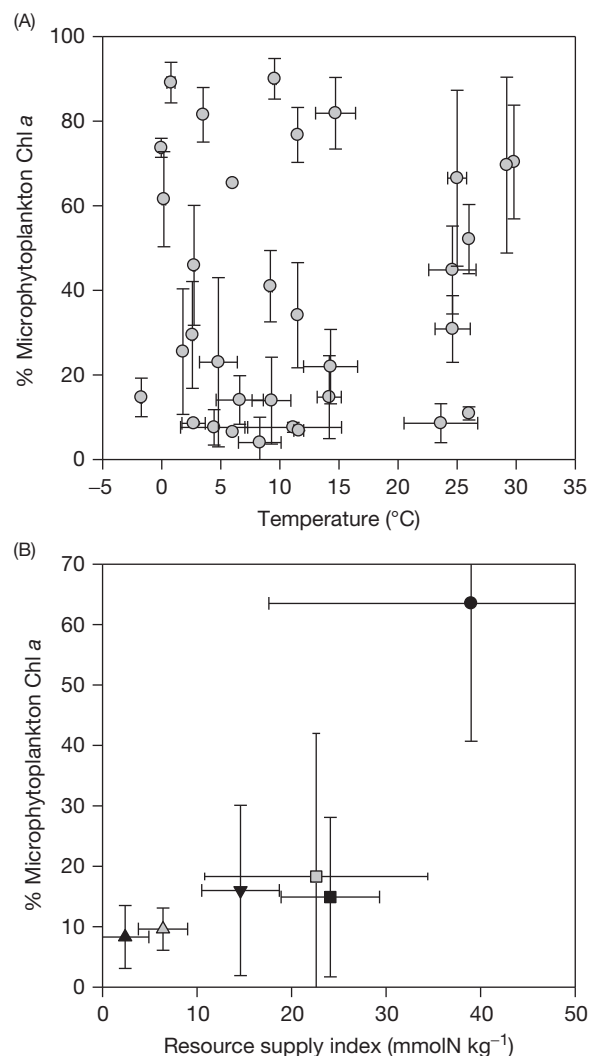 (A)
100
80
60
40
20
0
% Microphytoplankton Chl a
−5 0 5 10 15 20 25 30 35
Temperature (°C)
(B)
70
60
50
40
30
20
10
0
% Microphytoplankton Chl a
0 10 20 30 40 50
Resource supply index (mmolN kg⁻¹)